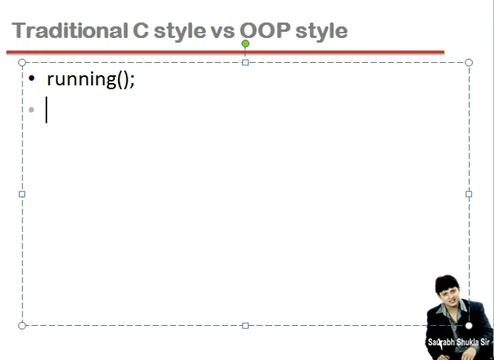 Traditional C style vs OOP style
running();
Saurabh Shukla Sir